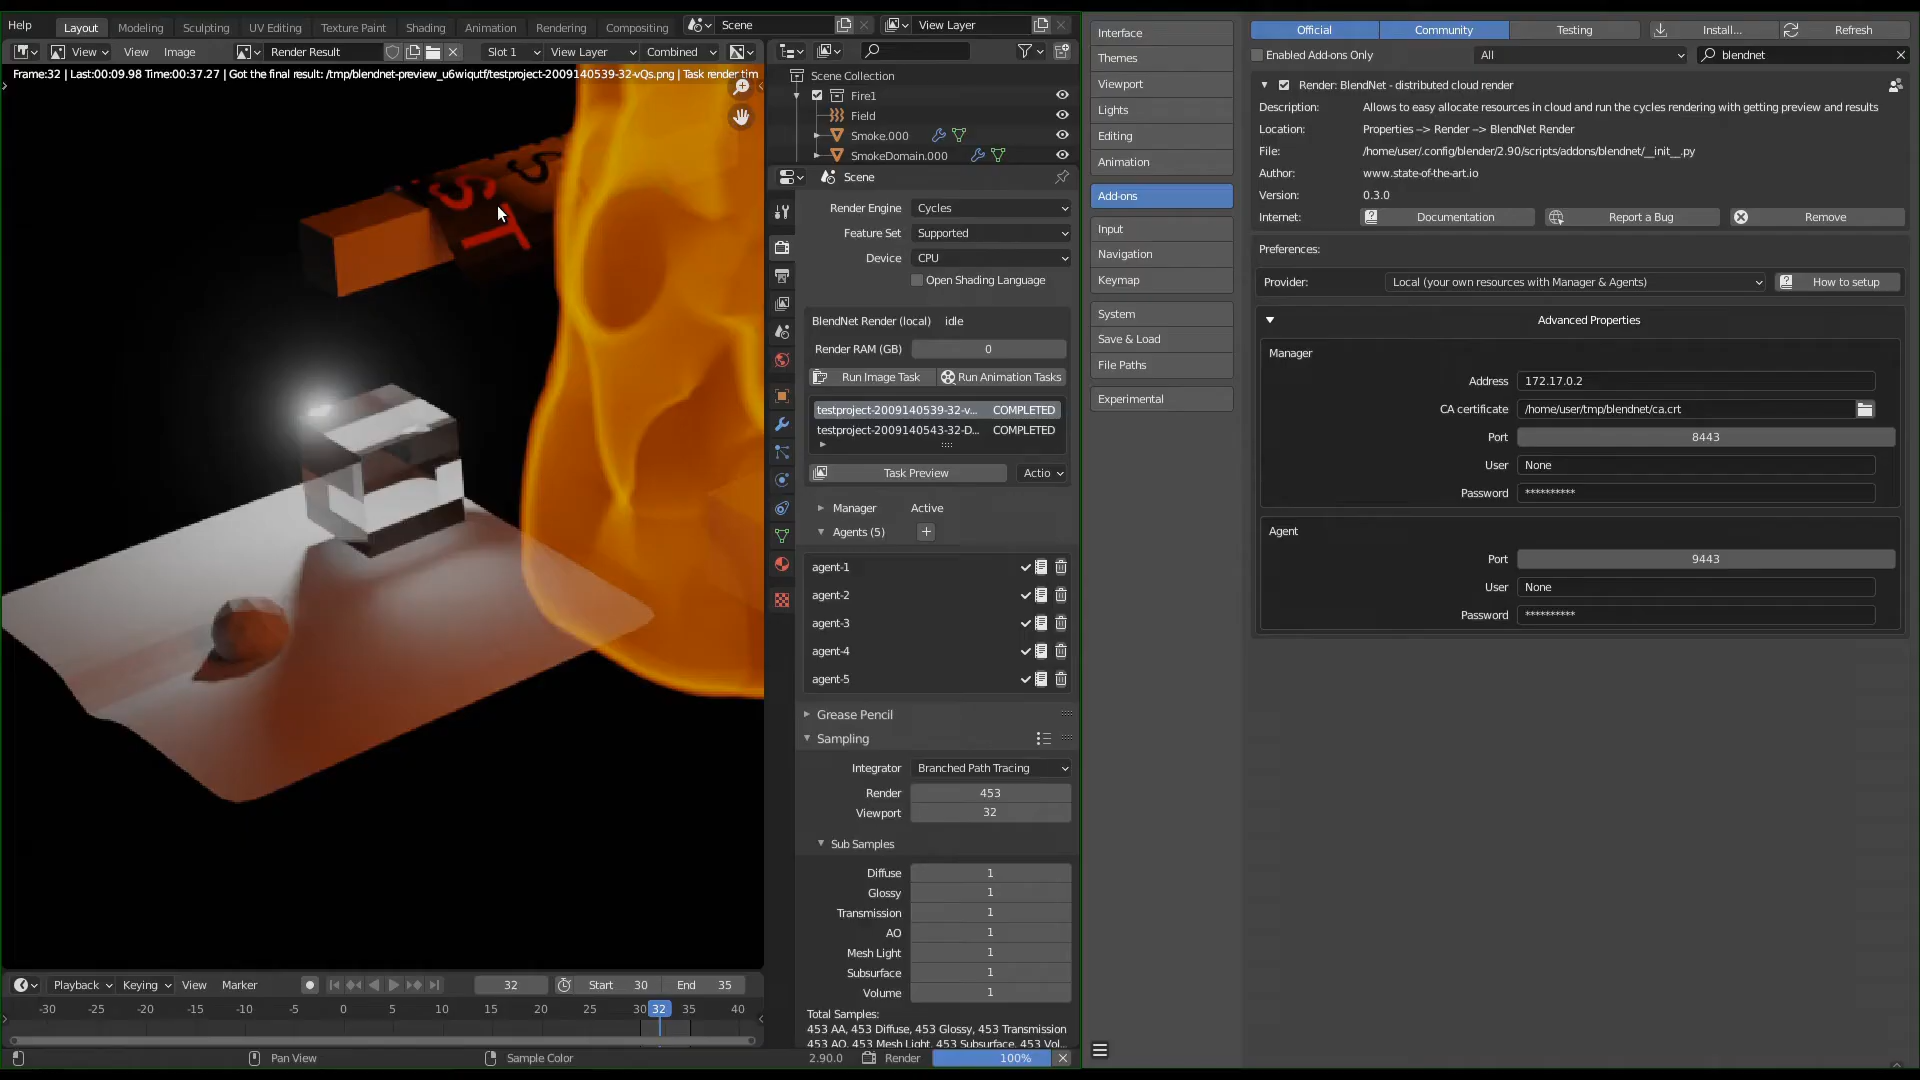 Help Layout Modeling Sculpting UV Editing Texture Paint Shading Animation Rendering Compositing Scene View Layer
View View Image Render Result Slot 1 View Layer Combined
Frame:32 | Last:00:09.98 Time:00:37.27 | Got the final result: /tmp/blendnet-preview_u6wiqutf/testproject-2009140539-32-vQs.png | Task render tim
ST
Playback Keying View Marker 32 Start 30 End 35
-30 -25 -20 -15 -10 -5 0 5 10 15 20 25 30 32 35 40
Pan View Sample Color 2.90.0 Render 100%
Scene Collection
Fire1
Field
Smoke.000
SmokeDomain.000
Scene
Render Engine Cycles
Feature Set Supported
Device CPU
Open Shading Language
BlendNet Render (local) idle
Render RAM (GB) 0
Run Image Task Run Animation Tasks
testproject-2009140539-32-v... COMPLETED
testproject-2009140543-32-D... COMPLETED
Task Preview Actio
Manager Active
Agents (5) +
agent-1
agent-2
agent-3
agent-4
agent-5
Grease Pencil
Sampling
Integrator Branched Path Tracing
Render 453
Viewport 32
Sub Samples
Diffuse 1
Glossy 1
Transmission 1
AO 1
Mesh Light 1
Subsurface 1
Volume 1
Total Samples:
453 AA, 453 Diffuse, 453 Glossy, 453 Transmission
453 AO, 453 Mesh Light, 453 Subsurface, 453 Vol...
Interface
Themes
Viewport
Lights
Editing
Animation
Add-ons
Input
Navigation
Keymap
System
Save & Load
File Paths
Experimental
Official Community Testing Install... Refresh
Enabled Add-ons Only All blendnet
Render: BlendNet - distributed cloud render
Description: Allows to easy allocate resources in cloud and run the cycles rendering with getting preview and results
Location: Properties –> Render –> BlendNet Render
File: /home/user/.config/blender/2.90/scripts/addons/blendnet/__init__.py
Author: www.state-of-the-art.io
Version: 0.3.0
Internet: Documentation Report a Bug Remove
Preferences:
Provider: Local (your own resources with Manager & Agents) How to setup
Advanced Properties
Manager
Address 172.17.0.2
CA certificate /home/user/tmp/blendnet/ca.crt
Port 8443
User None
Password **********
Agent
Port 9443
User None
Password **********